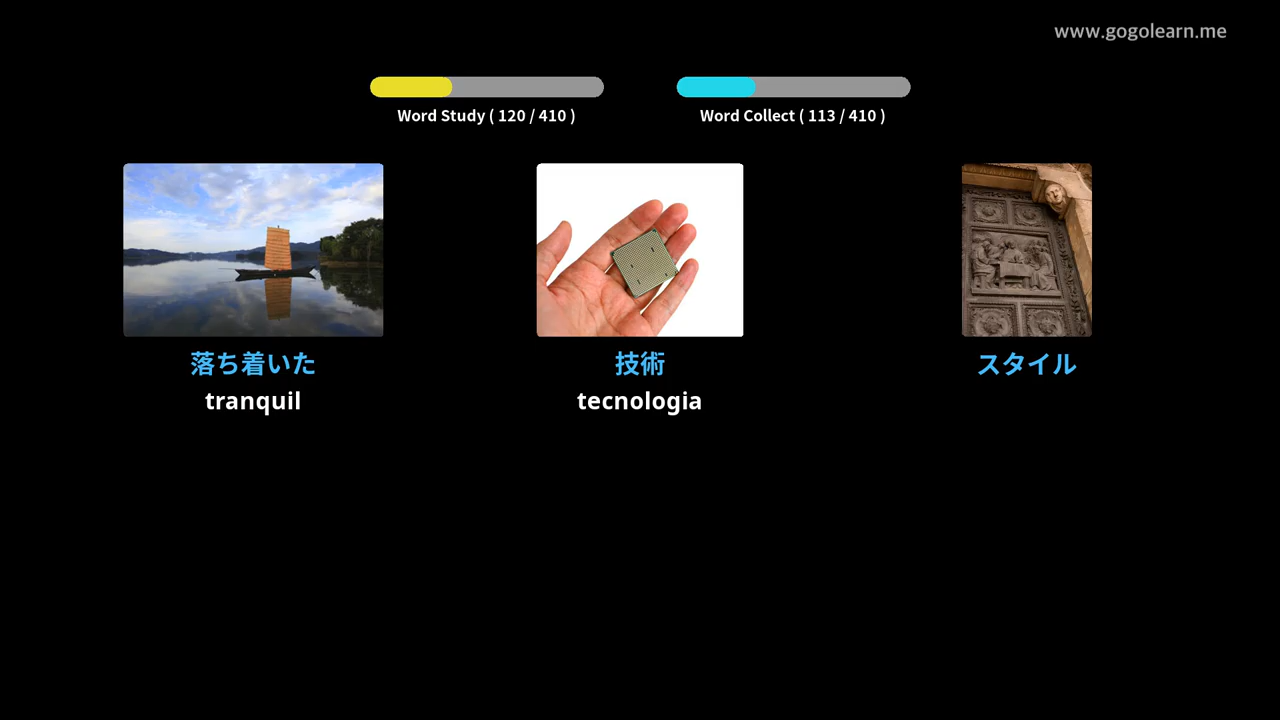 www.gogolearn.me
Word Study ( 120 / 410 )
Word Collect ( 113 / 410 )
落ち着いた
tranquil
技術
tecnologia
スタイル